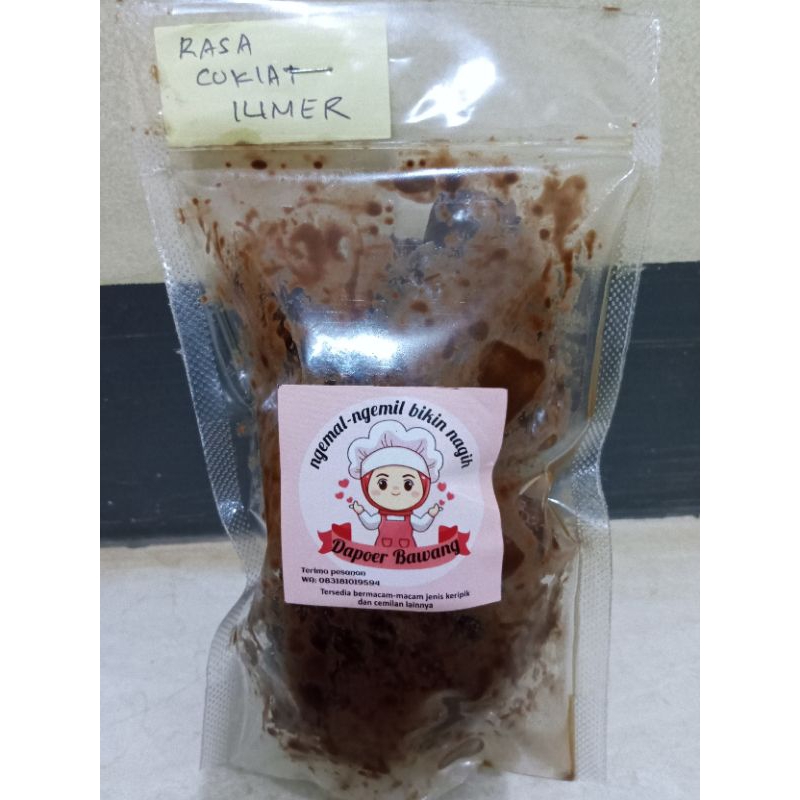 RASA
COKlAT
lUMER
ngemal-ngemil bikin nagih
Dapoer Bawang
Terima pesanan
WA: 083181019594
Tersedia bermacam-macam jenis keripik
dan cemilan lainnya